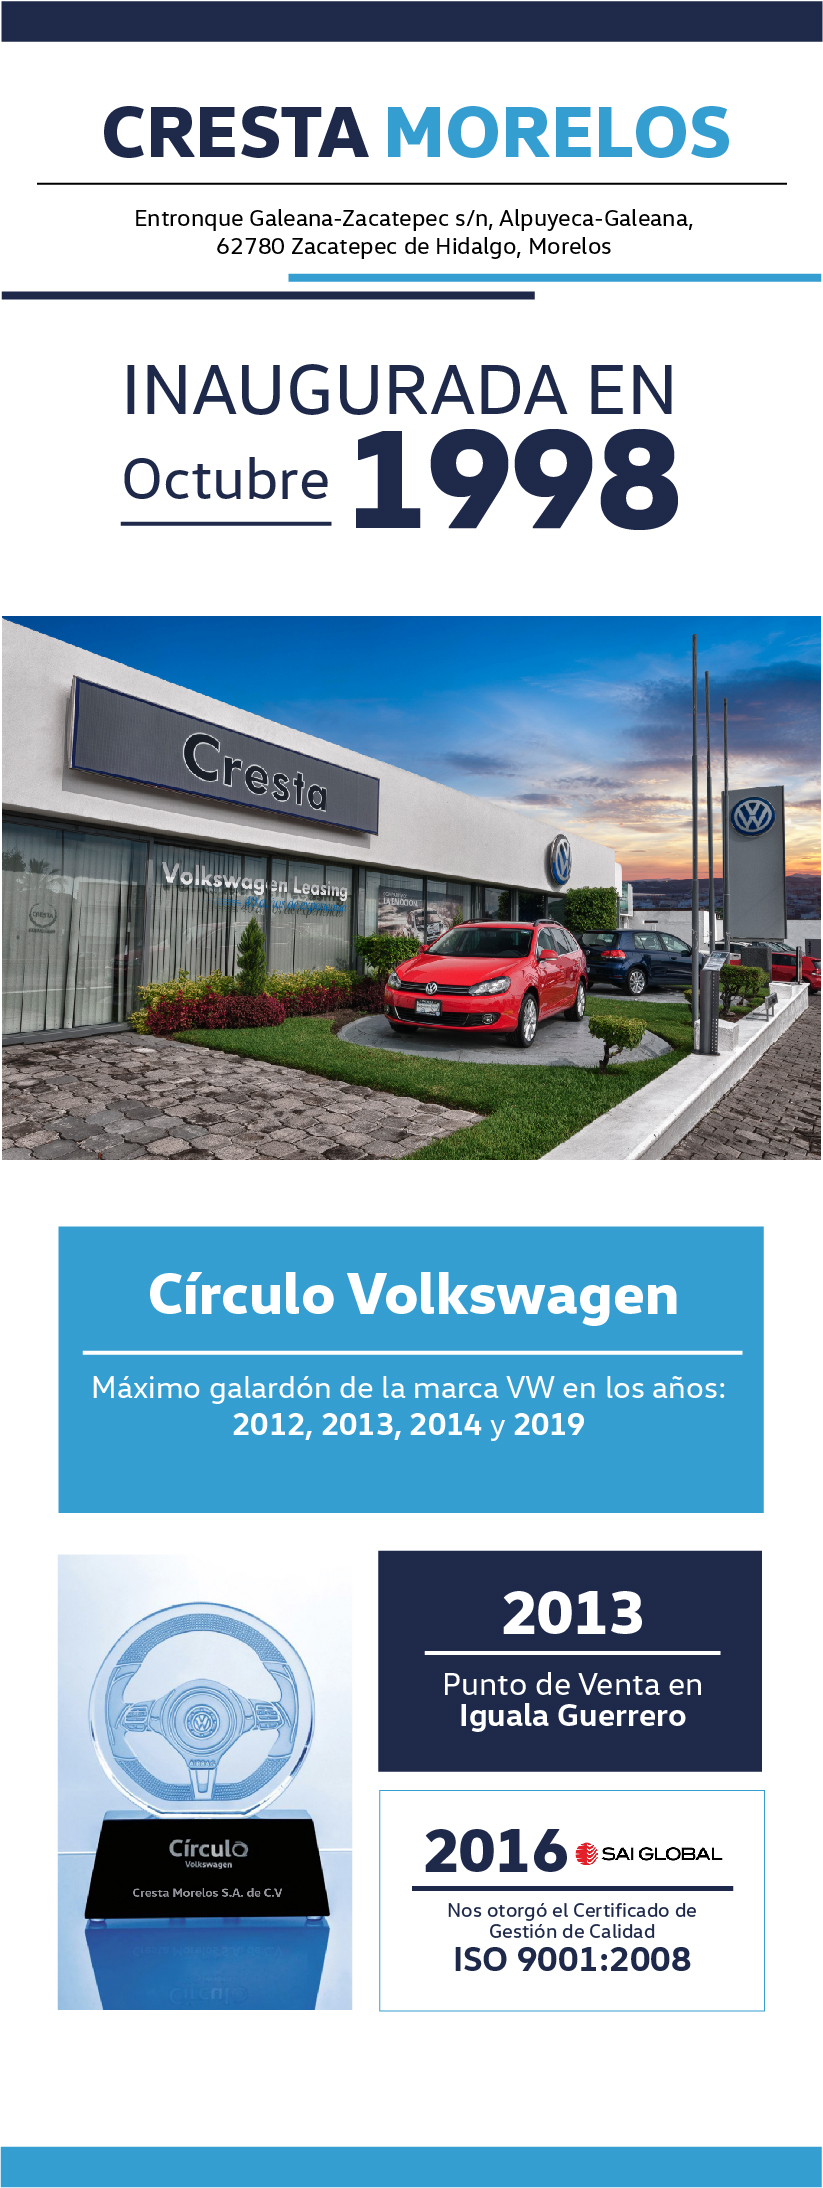 CRESTA MORELOS
Entronque Galeana-Zacatepec s/n, Alpuyeca-Galeana,
62780 Zacatepec de Hidalgo, Morelos
INAUGURADA EN
Octubre 1998
Cresta
Volkswagen Leasing
CRESTA
LA EMOCIÓN
Círculo Volkswagen
Máximo galardón de la marca VW en los años:
2012, 2013, 2014 y 2019
2013
Punto de Venta en
Iguala Guerrero
Círculo
Volkswagen
Cresta Morelos S.A. de C.V
2016 SAI GLOBAL
Nos otorgó el Certificado de
Gestión de Calidad
ISO 9001:2008